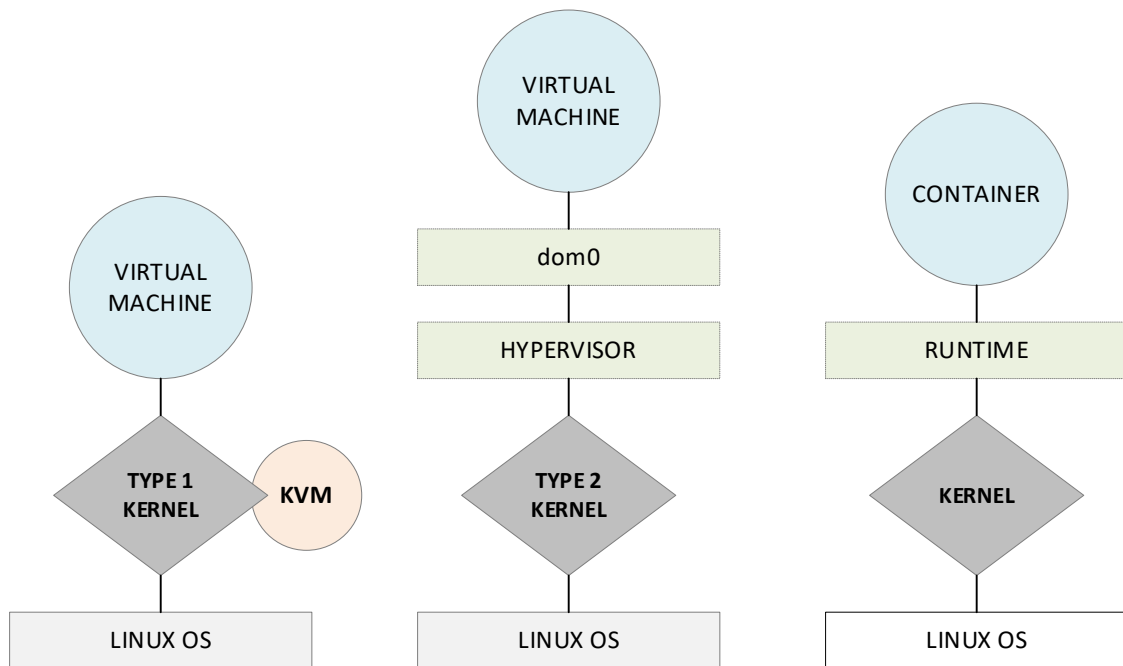 VIRTUAL
MACHINE
TYPE 1
KERNEL
KVM
LINUX OS
VIRTUAL
MACHINE
dom0
HYPERVISOR
TYPE 2
KERNEL
LINUX OS
CONTAINER
RUNTIME
KERNEL
LINUX OS